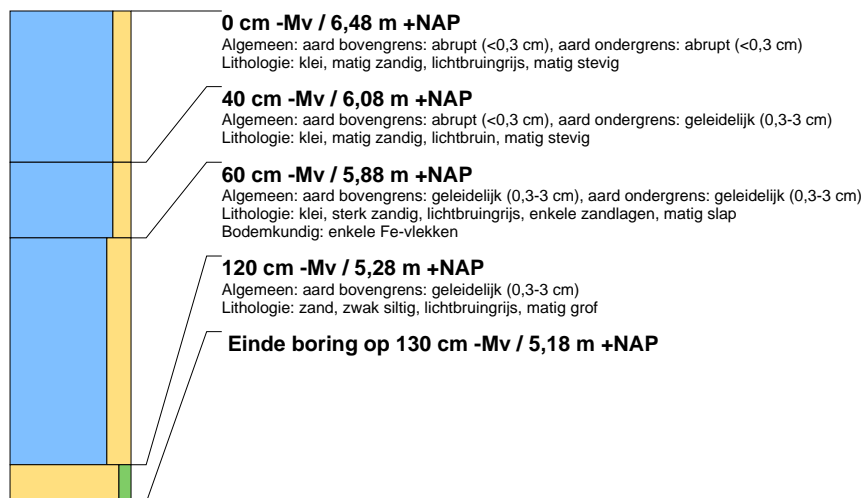 0 cm -Mv / 6,48 m +NAP
Algemeen: aard bovengrens: abrupt (<0,3 cm), aard ondergrens: abrupt (<0,3 cm)
Lithologie: klei, matig zandig, lichtbruingrijs, matig stevig
40 cm -Mv / 6,08 m +NAP
Algemeen: aard bovengrens: abrupt (<0,3 cm), aard ondergrens: geleidelijk (0,3-3 cm)
Lithologie: klei, matig zandig, lichtbruin, matig stevig
60 cm -Mv / 5,88 m +NAP
Algemeen: aard bovengrens: geleidelijk (0,3-3 cm), aard ondergrens: geleidelijk (0,3-3 cm)
Lithologie: klei, sterk zandig, lichtbruingrijs, enkele zandlagen, matig slap
Bodemkundig: enkele Fe-vlekken
120 cm -Mv / 5,28 m +NAP
Algemeen: aard bovengrens: geleidelijk (0,3-3 cm)
Lithologie: zand, zwak siltig, lichtbruingrijs, matig grof
Einde boring op 130 cm -Mv / 5,18 m +NAP